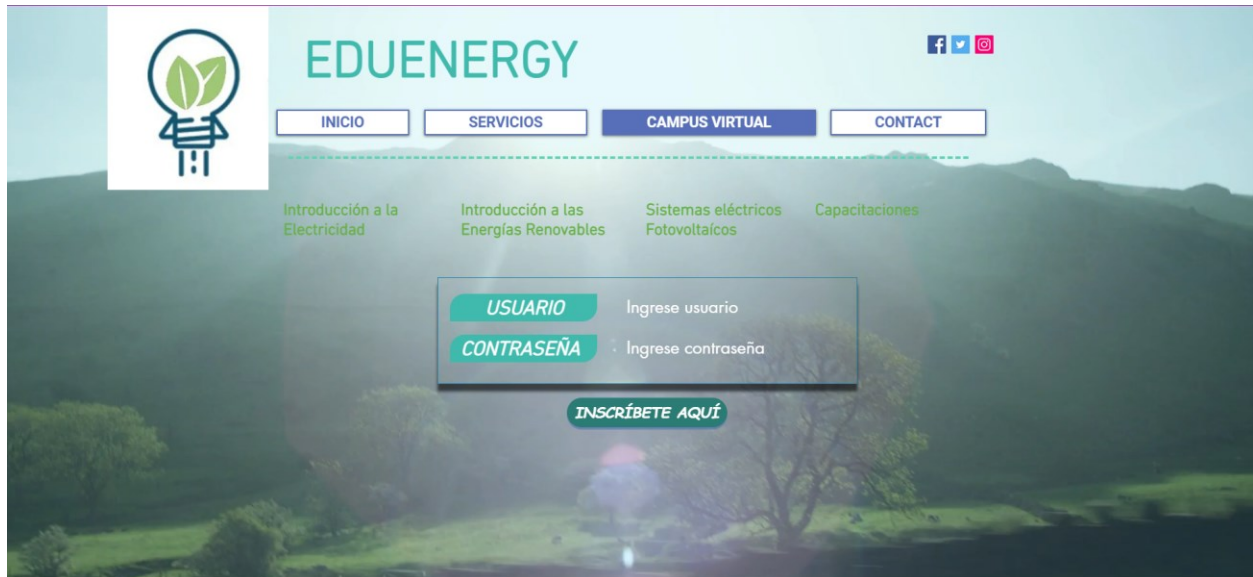 EDUENERGY
INICIO
SERVICIOS
CAMPUS VIRTUAL
CONTACT
Introducción a la
Electricidad
Introducción a las
Energías Renovables
Sistemas eléctricos
Fotovoltaícos
Capacitaciones
USUARIO
Ingrese usuario
CONTRASEÑA
Ingrese contraseña
INSCRÍBETE AQUÍ